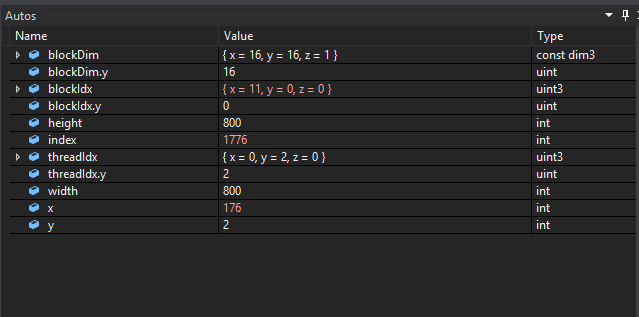 Autos
Name Value Type
blockDim { x = 16, y = 16, z = 1 } const dim3
blockDim.y 16 uint
blockIdx { x = 11, y = 0, z = 0 } uint3
blockIdx.y 0 uint
height 800 int
index 1776 int
threadIdx { x = 0, y = 2, z = 0 } uint3
threadIdx.y 2 uint
width 800 int
x 176 int
y 2 int